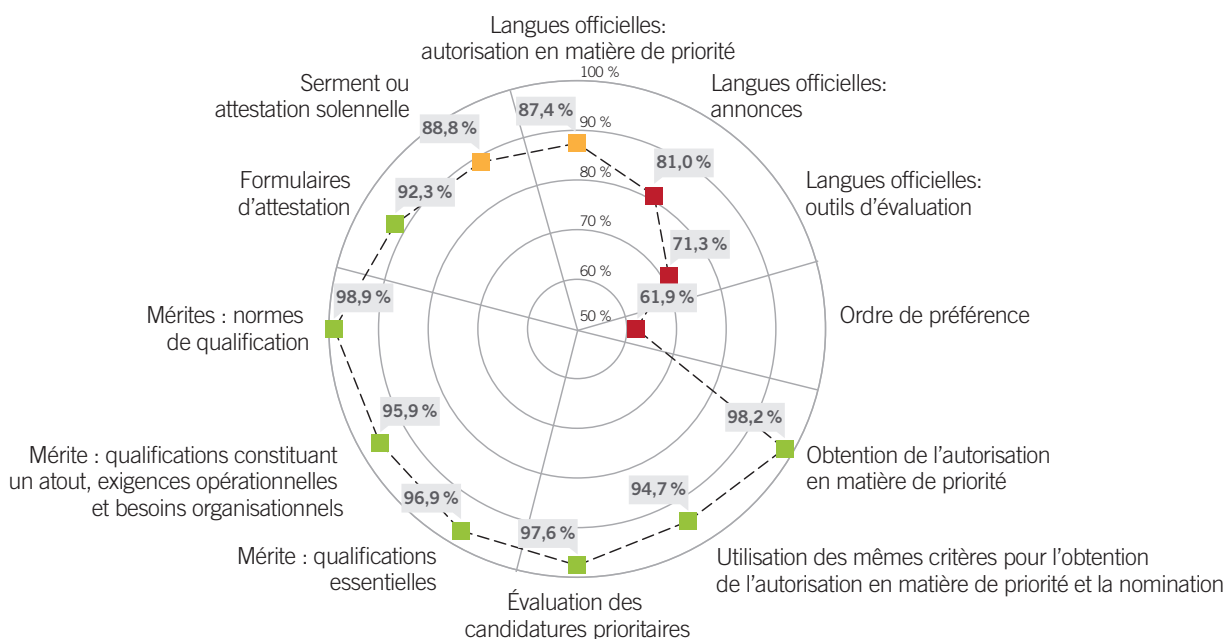 Langues officielles:
autorisation en matière de priorité
100 %
90 %
80 %
70 %
60 %
50 %
87,4 %
Langues officielles:
annonces
81,0 %
Langues officielles:
outils d’évaluation
71,3 %
Ordre de préférence
61,9 %
Obtention de l’autorisation
en matière de priorité
98,2 %
Utilisation des mêmes critères pour l’obtention
de l’autorisation en matière de priorité et la nomination
94,7 %
Évaluation des
candidatures prioritaires
97,6 %
Mérite : qualifications
essentielles
96,9 %
Mérite : qualifications constituant
un atout, exigences opérationnelles
et besoins organisationnels
95,9 %
Mérites : normes
de qualification
98,9 %
Formulaires
d’attestation
92,3 %
Serment ou
attestation solennelle
88,8 %